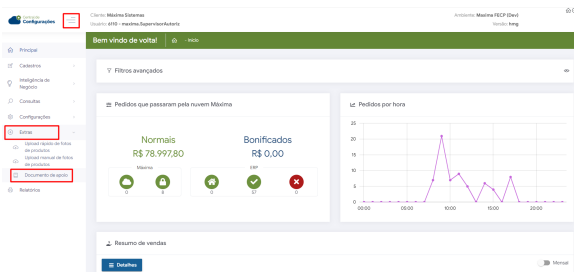 Central de
Configurações
Cliente: Máxima Sistemas
Usuário: 6110 - maxima.SupervisorAutoriz
Ambiente: Maxima FECP (Dev)
Versão: hmg
Bem vindo de volta!
- Início
Principal
Cadastros
Inteligência de
Negócio
Consultas
Configurações
Extras
Upload rápido de fotos
de produtos
Upload manual de fotos
de produtos
Documento de apoio
Relatórios
Filtros avançados
Pedidos que passaram pela nuvem Máxima
Normais
R$ 78.997,80
Bonificados
R$ 0,00
Máxima
ERP
0
8
0
57
0
Pedidos por hora
25
20
15
10
5
0
00:00
05:00
10:00
15:00
20:00
Resumo de vendas
Detalhes
Mensal